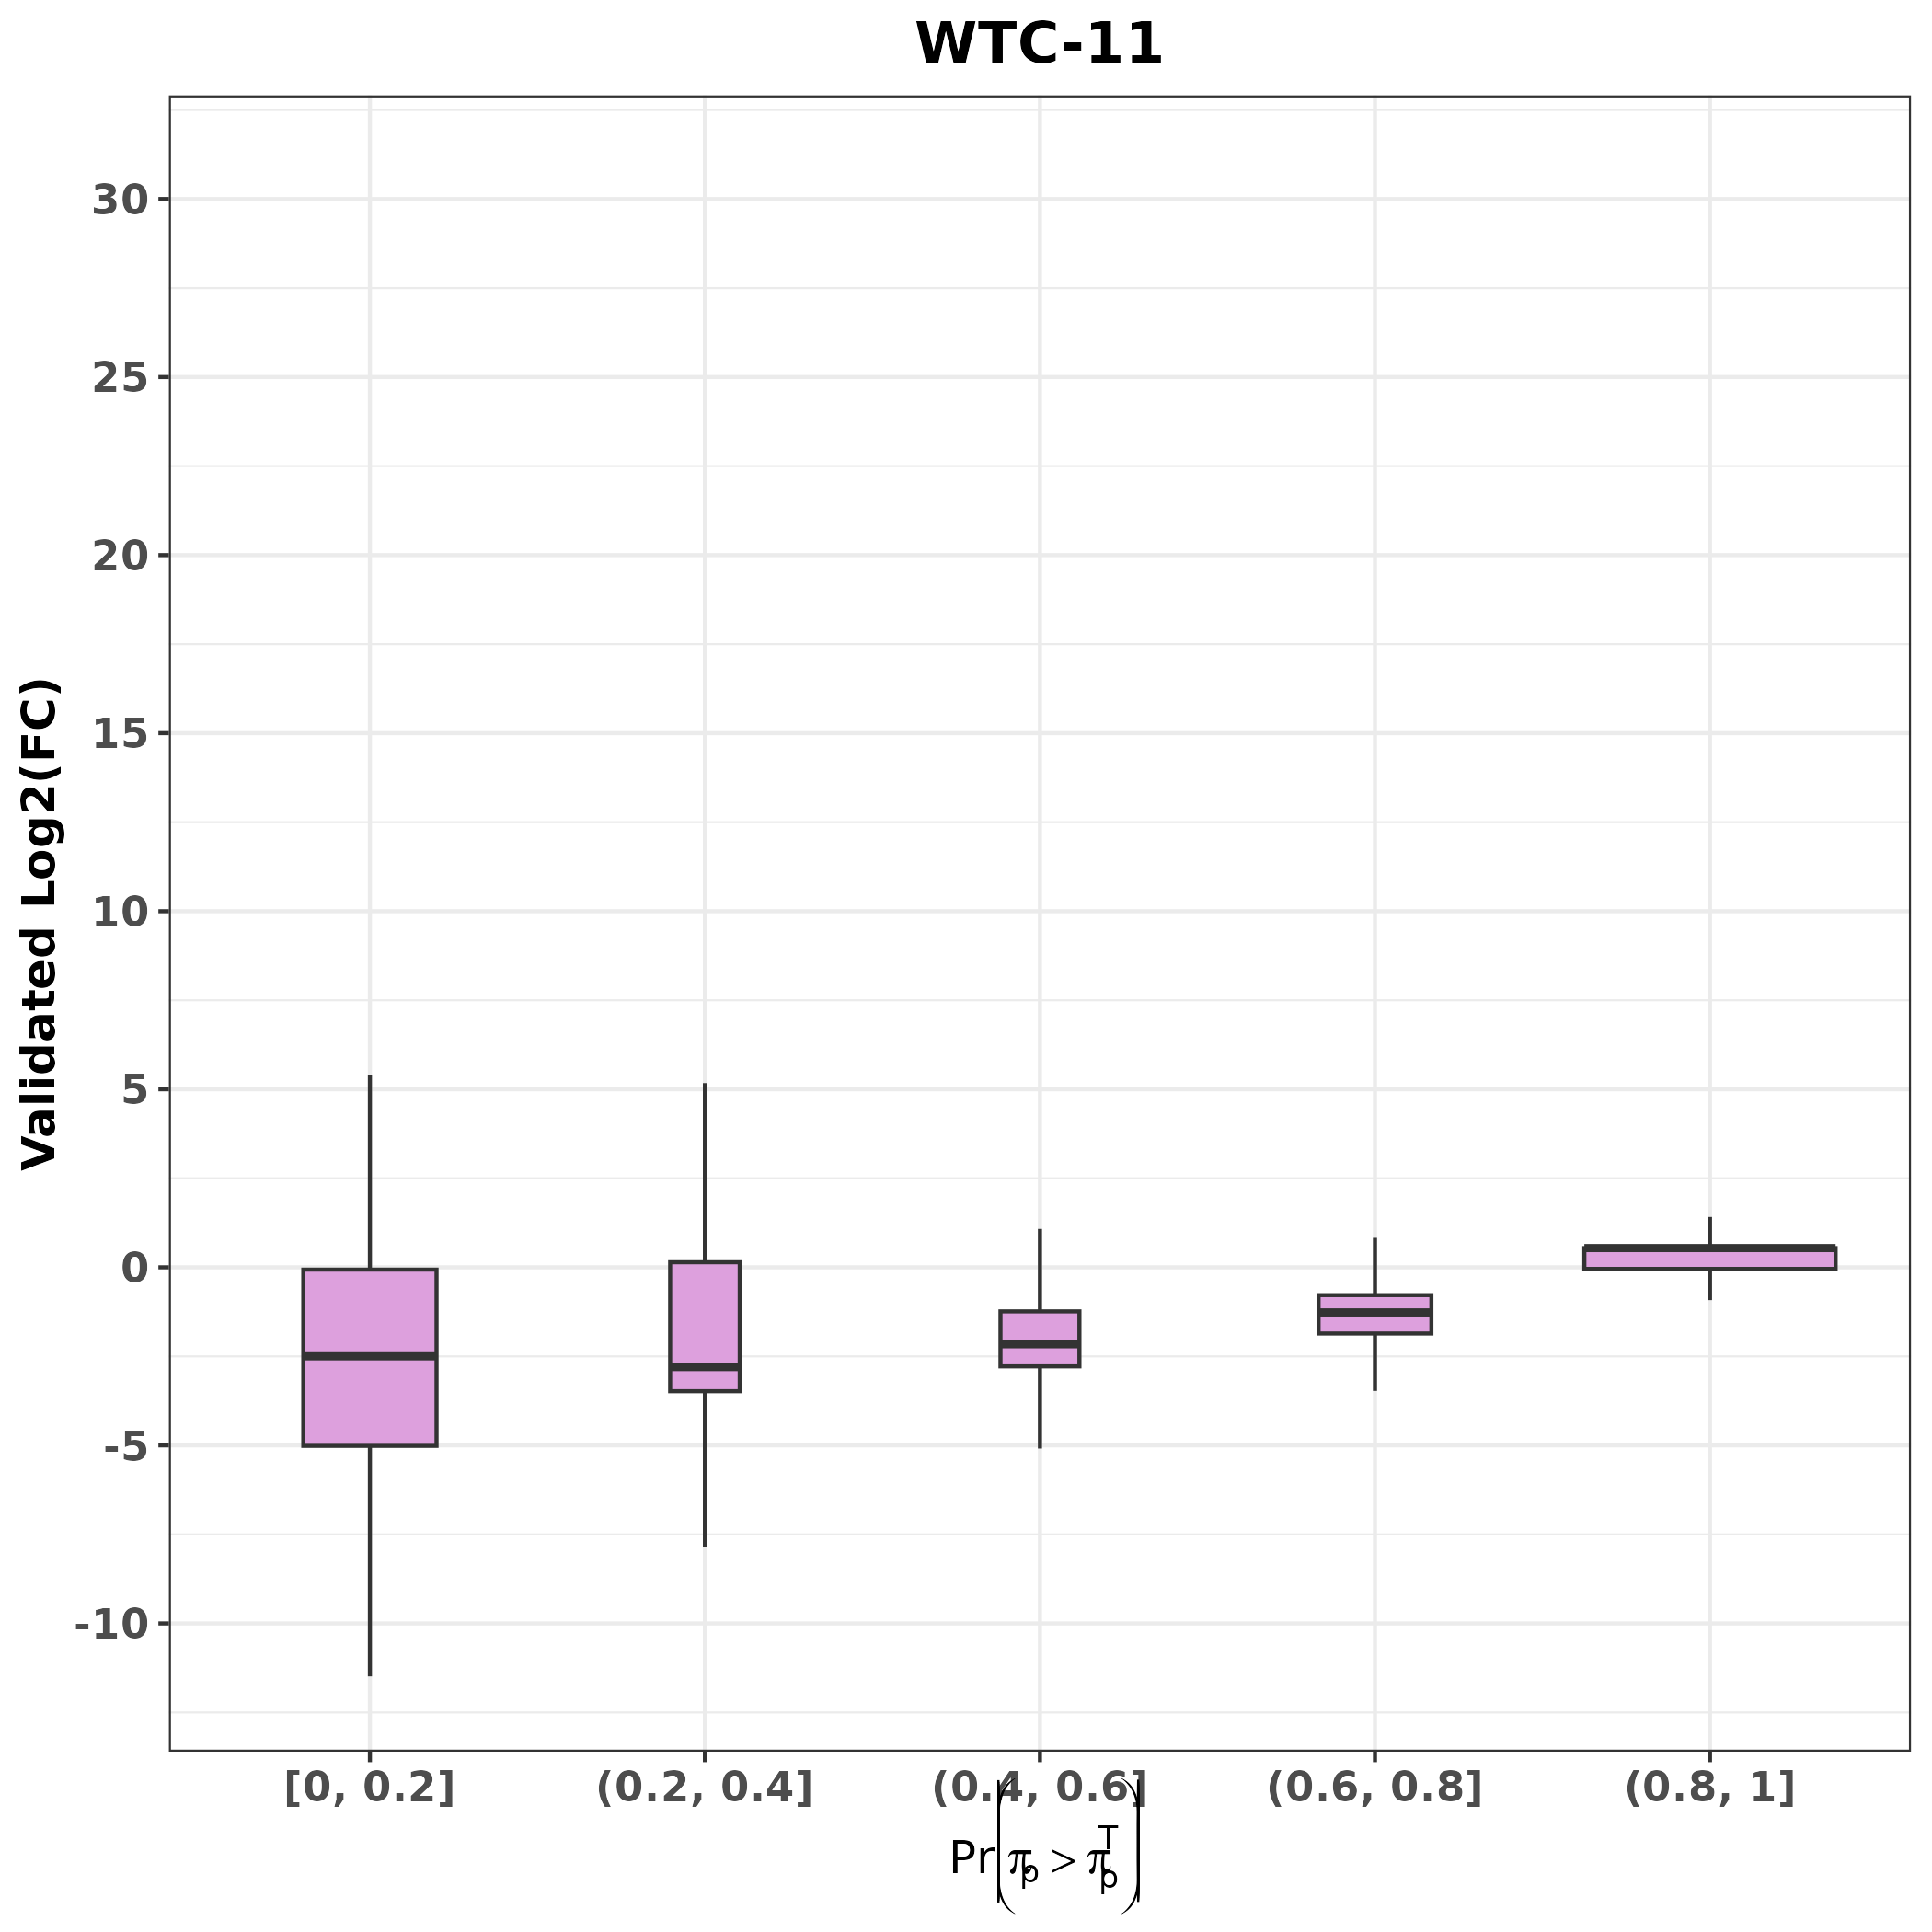 WTC-11
Validated Log2(FC)
30
25
20
15
10
5
0
-5
-10
[0, 0.2] (0.2, 0.4] (0.4, 0.6] (0.6, 0.8] (0.8, 1]
Pr(πp > πpT)